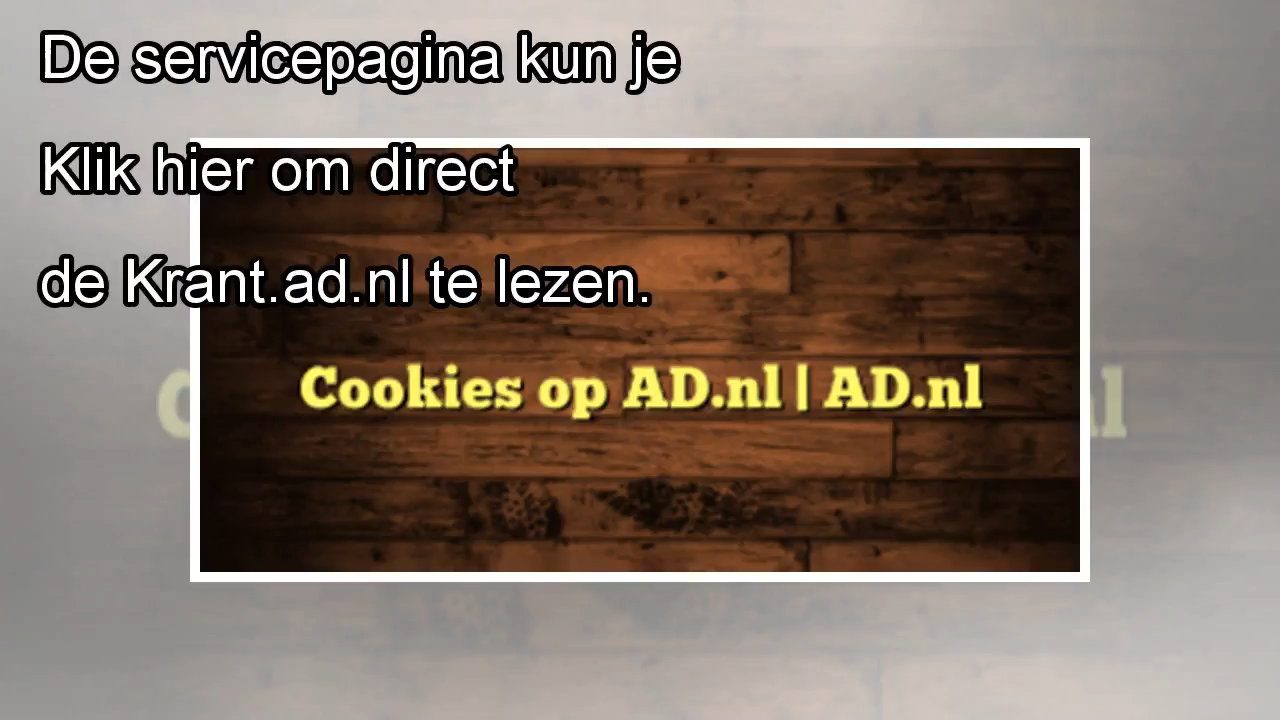 De servicepagina kun je
Klik hier om direct
de Krant.ad.nl te lezen.
Cookies op AD.nl | AD.nl